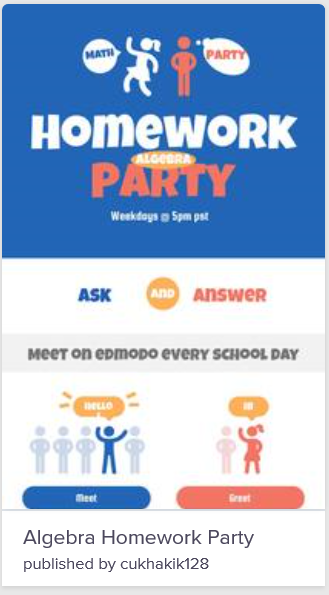 MATH
PARTY
HOMEWORK
ALGEBRA
PARTY
Weekdays @ 5pm pst
ASK AND ANSWER
MEET ON EDMODO EVERY SCHOOL DAY
HELLO
HI
Meet
Greet
Algebra Homework Party
published by cukhakik128